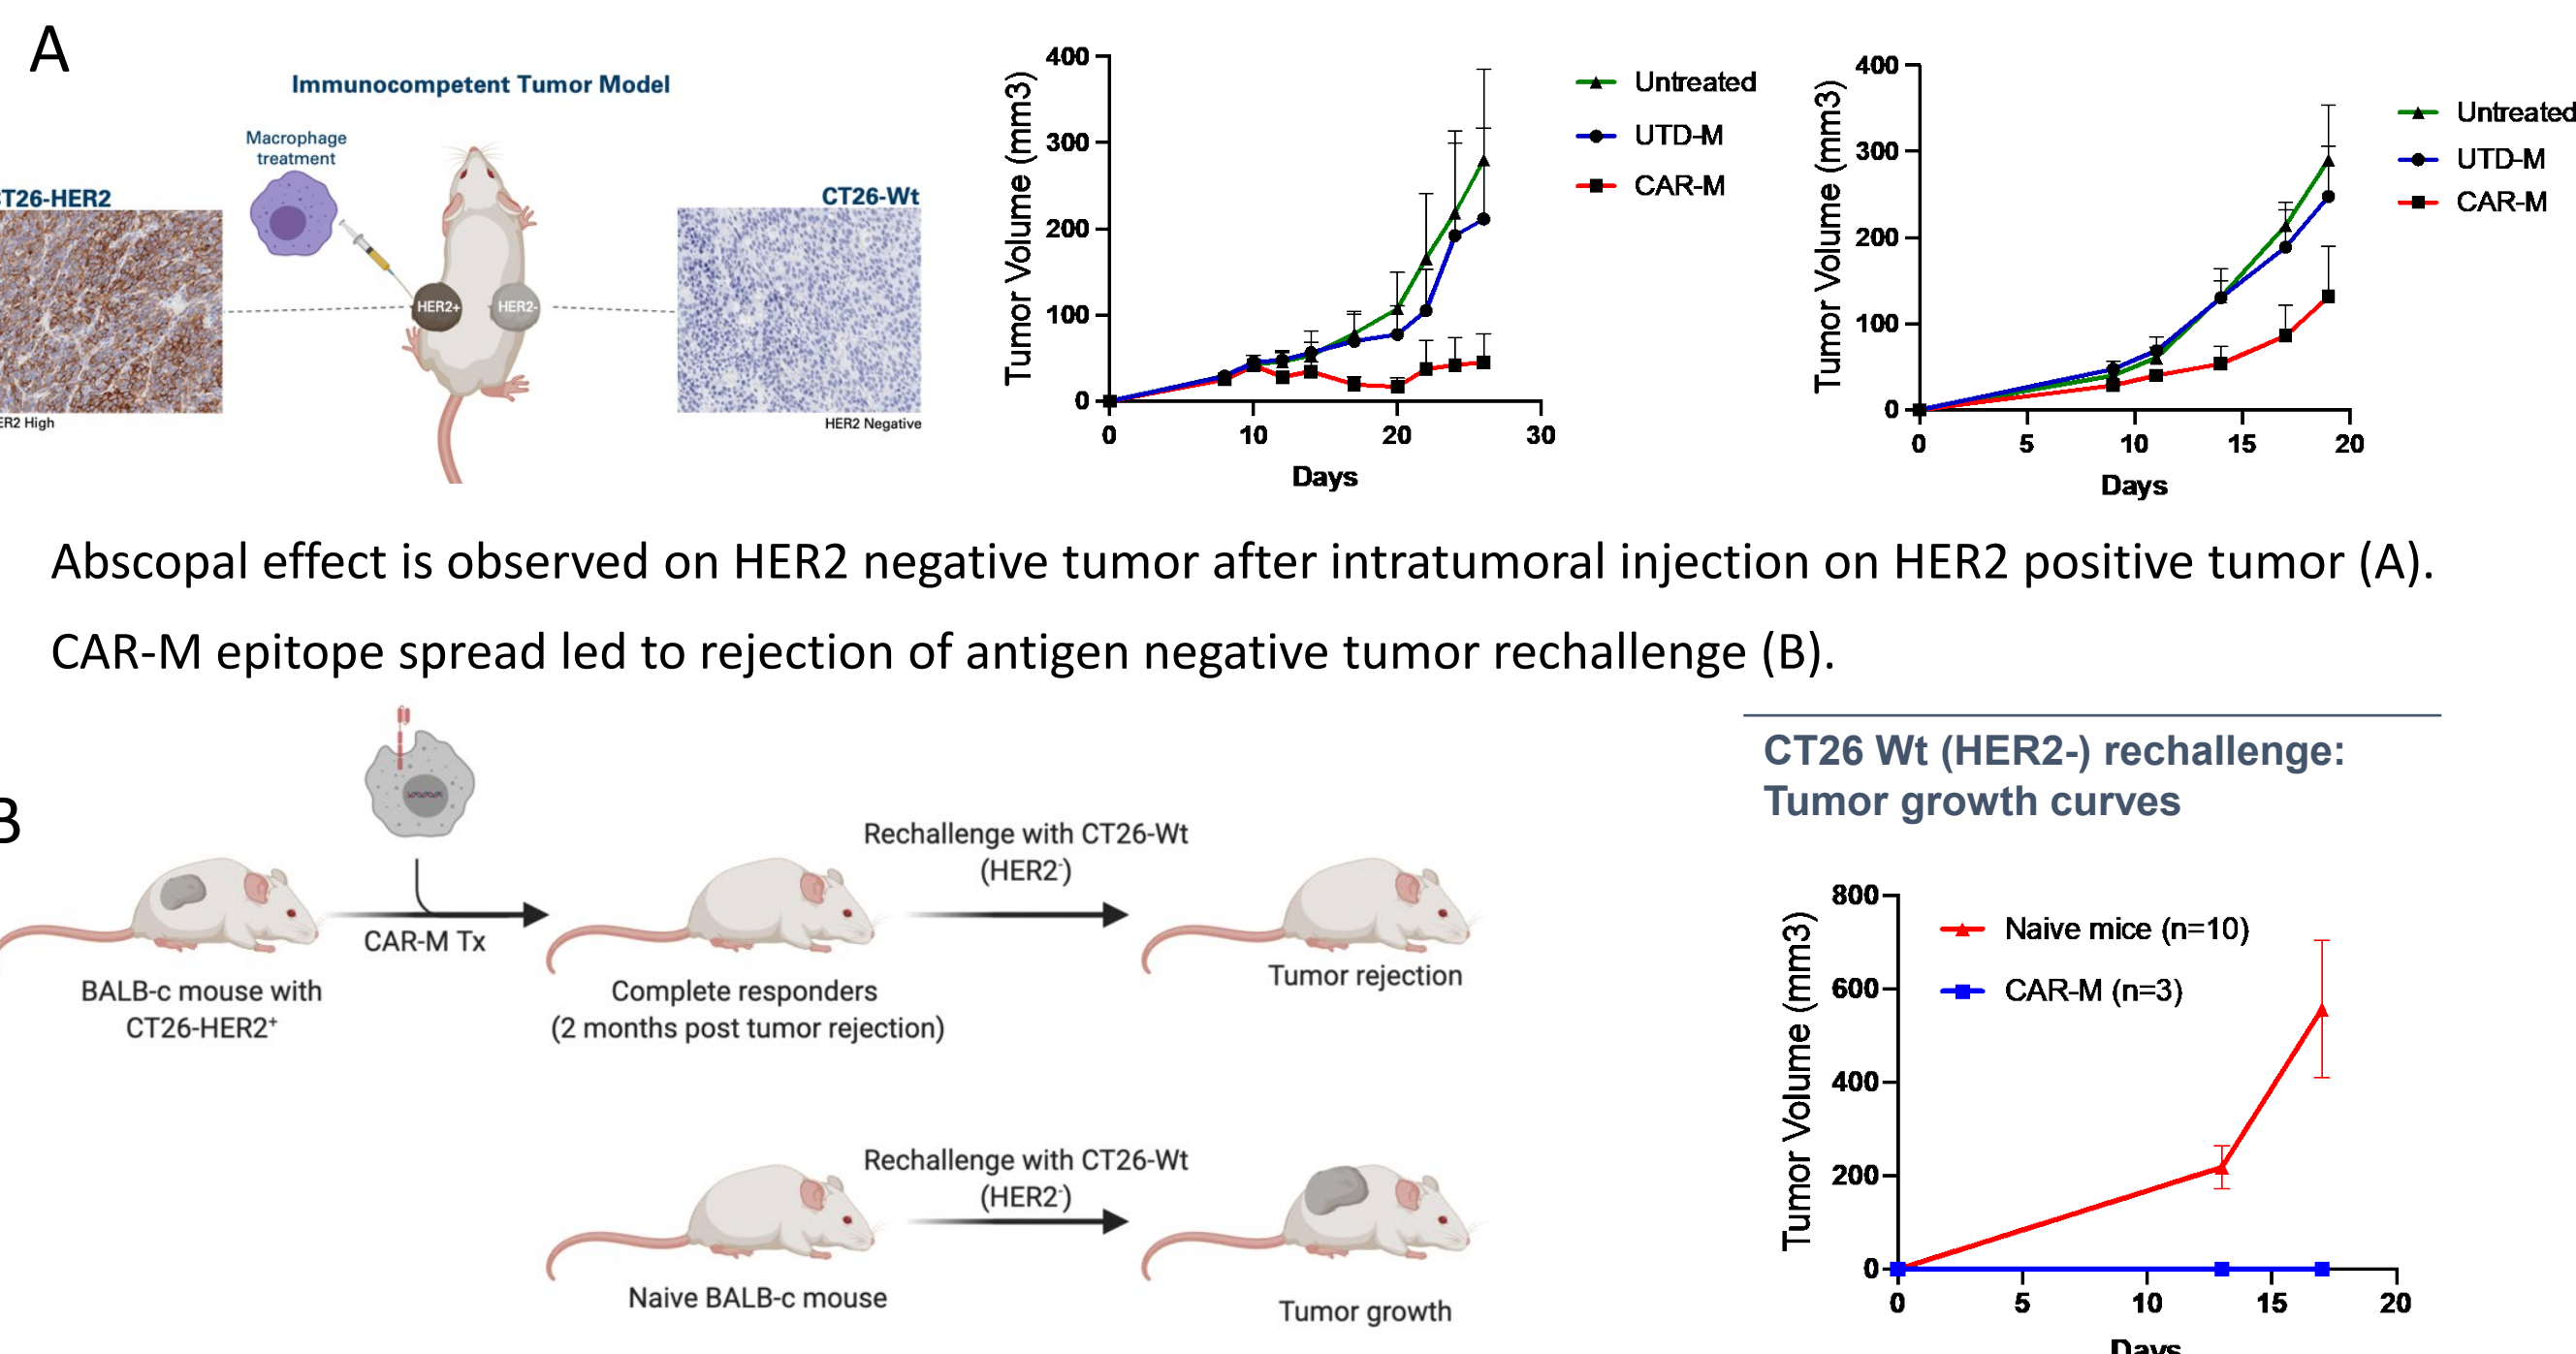 A
Immunocompetent Tumor Model
Macrophage
treatment
CT26-HER2
CT26-Wt
HER2+
HER2-
ER2 High
HER2 Negative
Tumor Volume (mm3)
400
300
200
100
0
0 10 20 30
Days
Untreated
UTD-M
CAR-M
Tumor Volume (mm3)
400
300
200
100
0
0 5 10 15 20
Days
Untreated
UTD-M
CAR-M
Abscopal effect is observed on HER2 negative tumor after intratumoral injection on HER2 positive tumor (A).
CAR-M epitope spread led to rejection of antigen negative tumor rechallenge (B).
B
CAR-M Tx
BALB-c mouse with
CT26-HER2⁺
Complete responders
(2 months post tumor rejection)
Rechallenge with CT26-Wt
(HER2⁻)
Tumor rejection
Naive BALB-c mouse
Rechallenge with CT26-Wt
(HER2⁻)
Tumor growth
CT26 Wt (HER2-) rechallenge:
Tumor growth curves
Tumor Volume (mm3)
800
600
400
200
0
0 5 10 15 20
Days
Naive mice (n=10)
CAR-M (n=3)